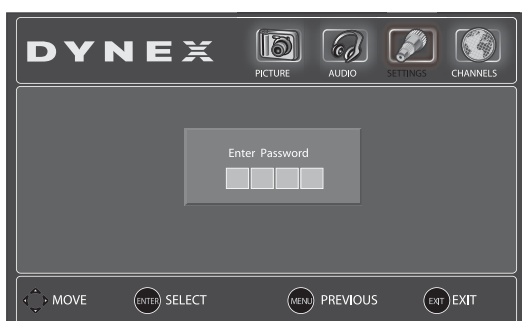 DYNEX
PICTURE AUDIO SETTINGS CHANNELS
Enter Password
MOVE ENTER SELECT MENU PREVIOUS EXIT EXIT